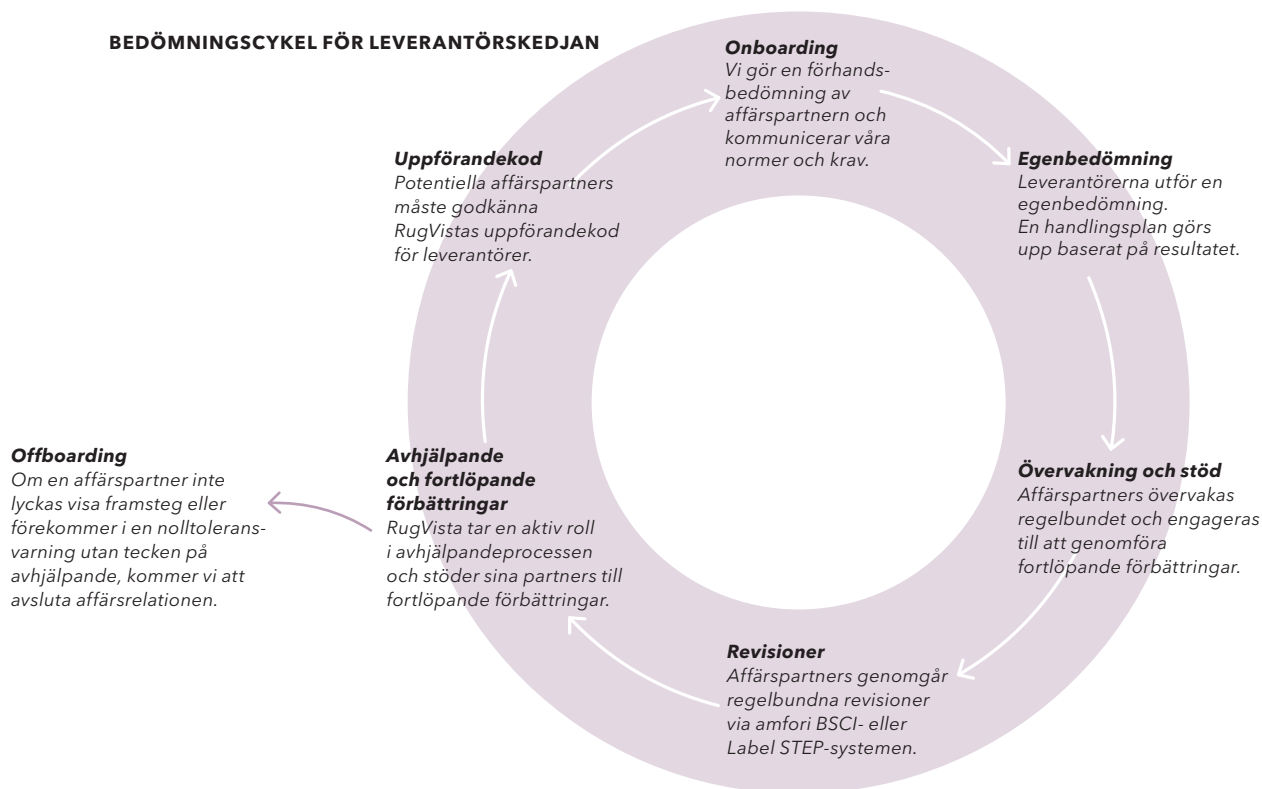 BEDÖMNINGSCYKEL FÖR LEVERANTÖRSKEDJAN
Onboarding
Vi gör en förhands-
bedömning av
affärspartnern och
kommunicerar våra
normer och krav.
Egenbedömning
Leverantörerna utför en
egenbedömning.
En handlingsplan görs
upp baserat på resultatet.
Övervakning och stöd
Affärspartners övervakas
regelbundet och engageras
till att genomföra
fortlöpande förbättringar.
Revisioner
Affärspartners genomgår
regelbundna revisioner
via amfori BSCI- eller
Label STEP-systemen.
Avhjälpande
och fortlöpande
förbättringar
RugVista tar en aktiv roll
i avhjälpandeprocessen
och stöder sina partners till
fortlöpande förbättringar.
Uppförandekod
Potentiella affärspartners
måste godkänna
RugVistas uppförandekod
för leverantörer.
Offboarding
Om en affärspartner inte
lyckas visa framsteg eller
förekommer i en nolltolerans-
varning utan tecken på
avhjälpande, kommer vi att
avsluta affärsrelationen.